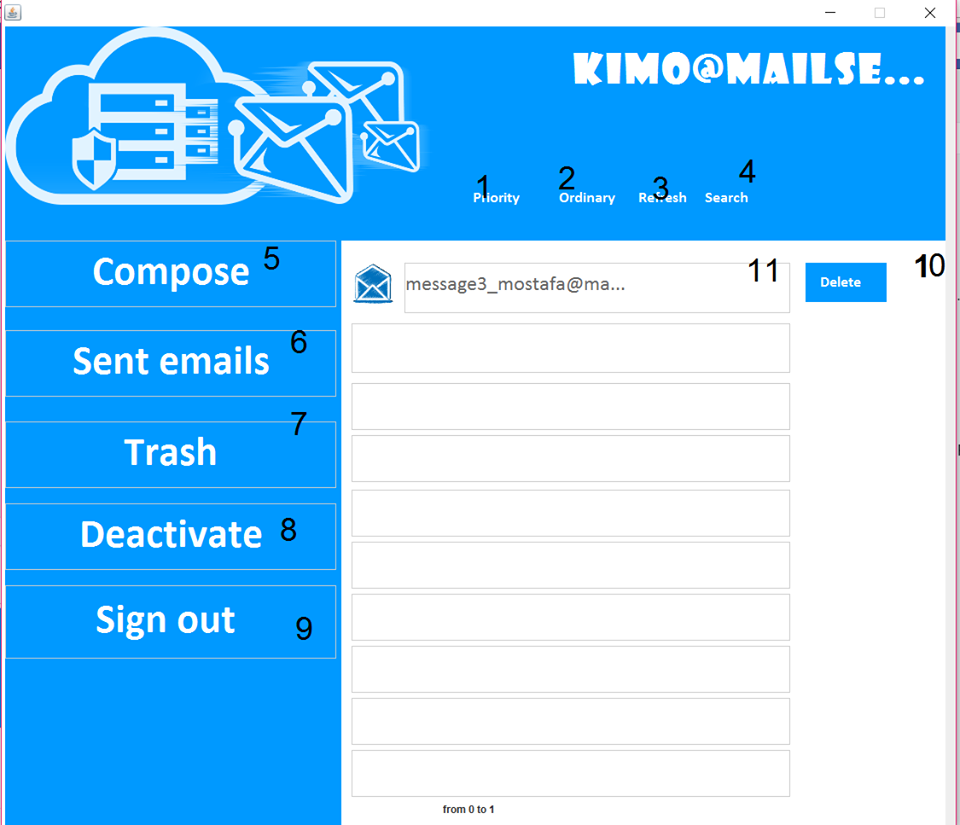 KIMO@MAILSE...
1 2 3 4
Priority Ordinary Refresh Search
Compose 5
message3_mostafa@ma... 11
Delete 10
Sent emails 6
Trash 7
Deactivate 8
Sign out 9
from 0 to 1